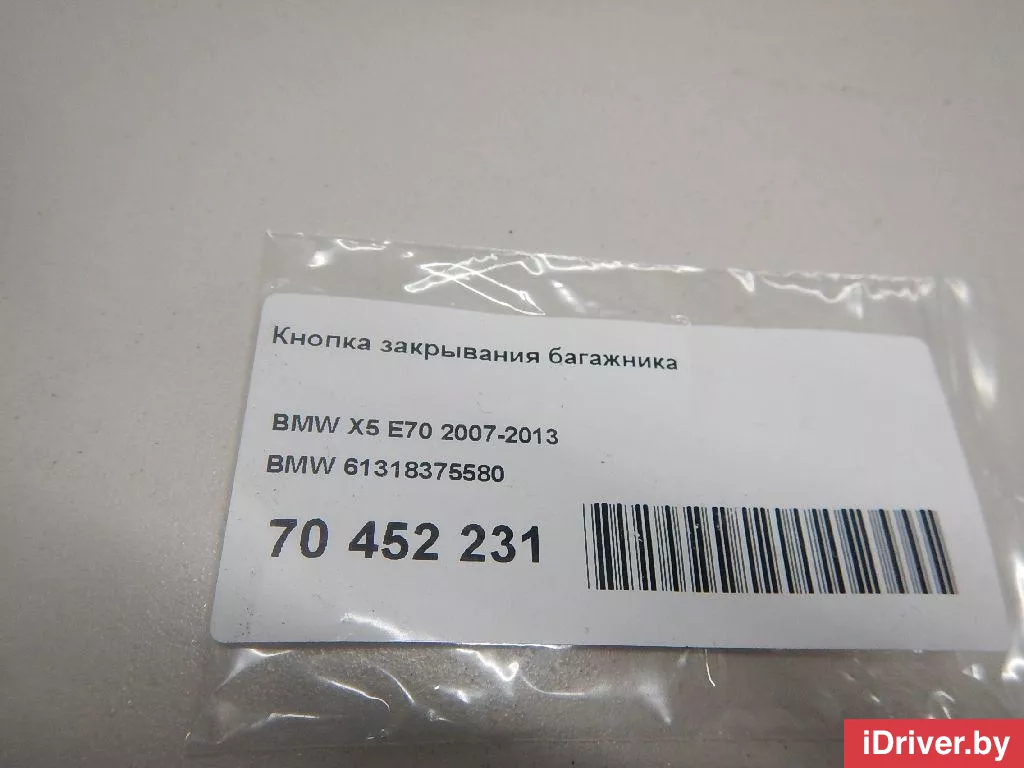 Кнопка закрывания багажника
BMW X5 E70 2007-2013
BMW 61318375580
70 452 231
iDriver.by